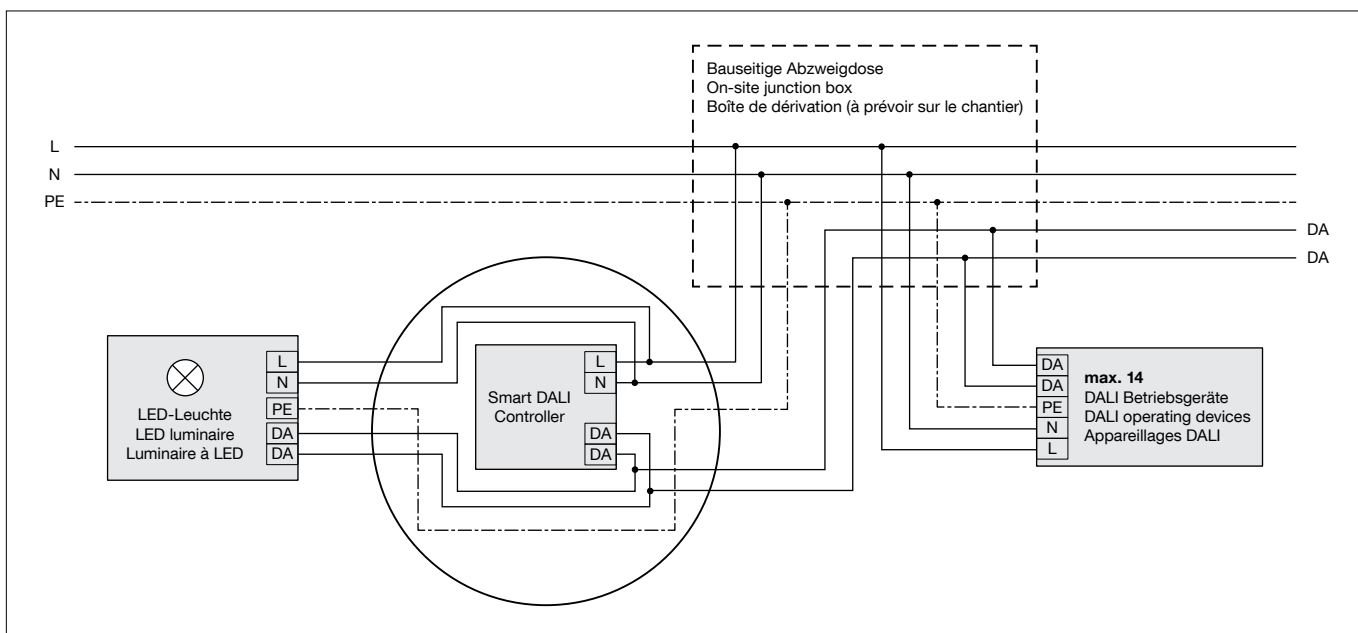 Bauseitige Abzweigdose
On-site junction box
Boîte de dérivation (à prévoir sur le chantier)
L
N
PE
DA
DA
LED-Leuchte
LED luminaire
Luminaire à LED
L
N
PE
DA
DA
Smart DALI
Controller
L
N
DA
DA
DA
DA
PE
N
L
max. 14
DALI Betriebsgeräte
DALI operating devices
Appareillages DALI